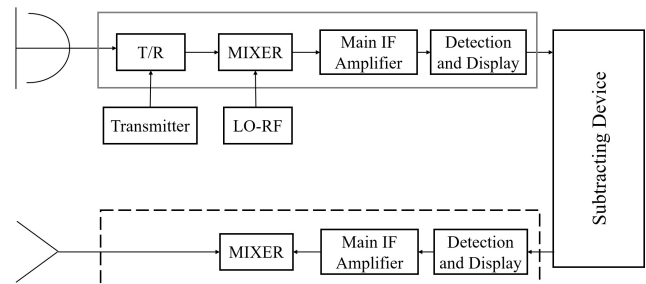 T/R
MIXER
Main IF
Amplifier
Detection
and Display
Transmitter
LO-RF
Subtracting Device
MIXER
Main IF
Amplifier
Detection
and Display